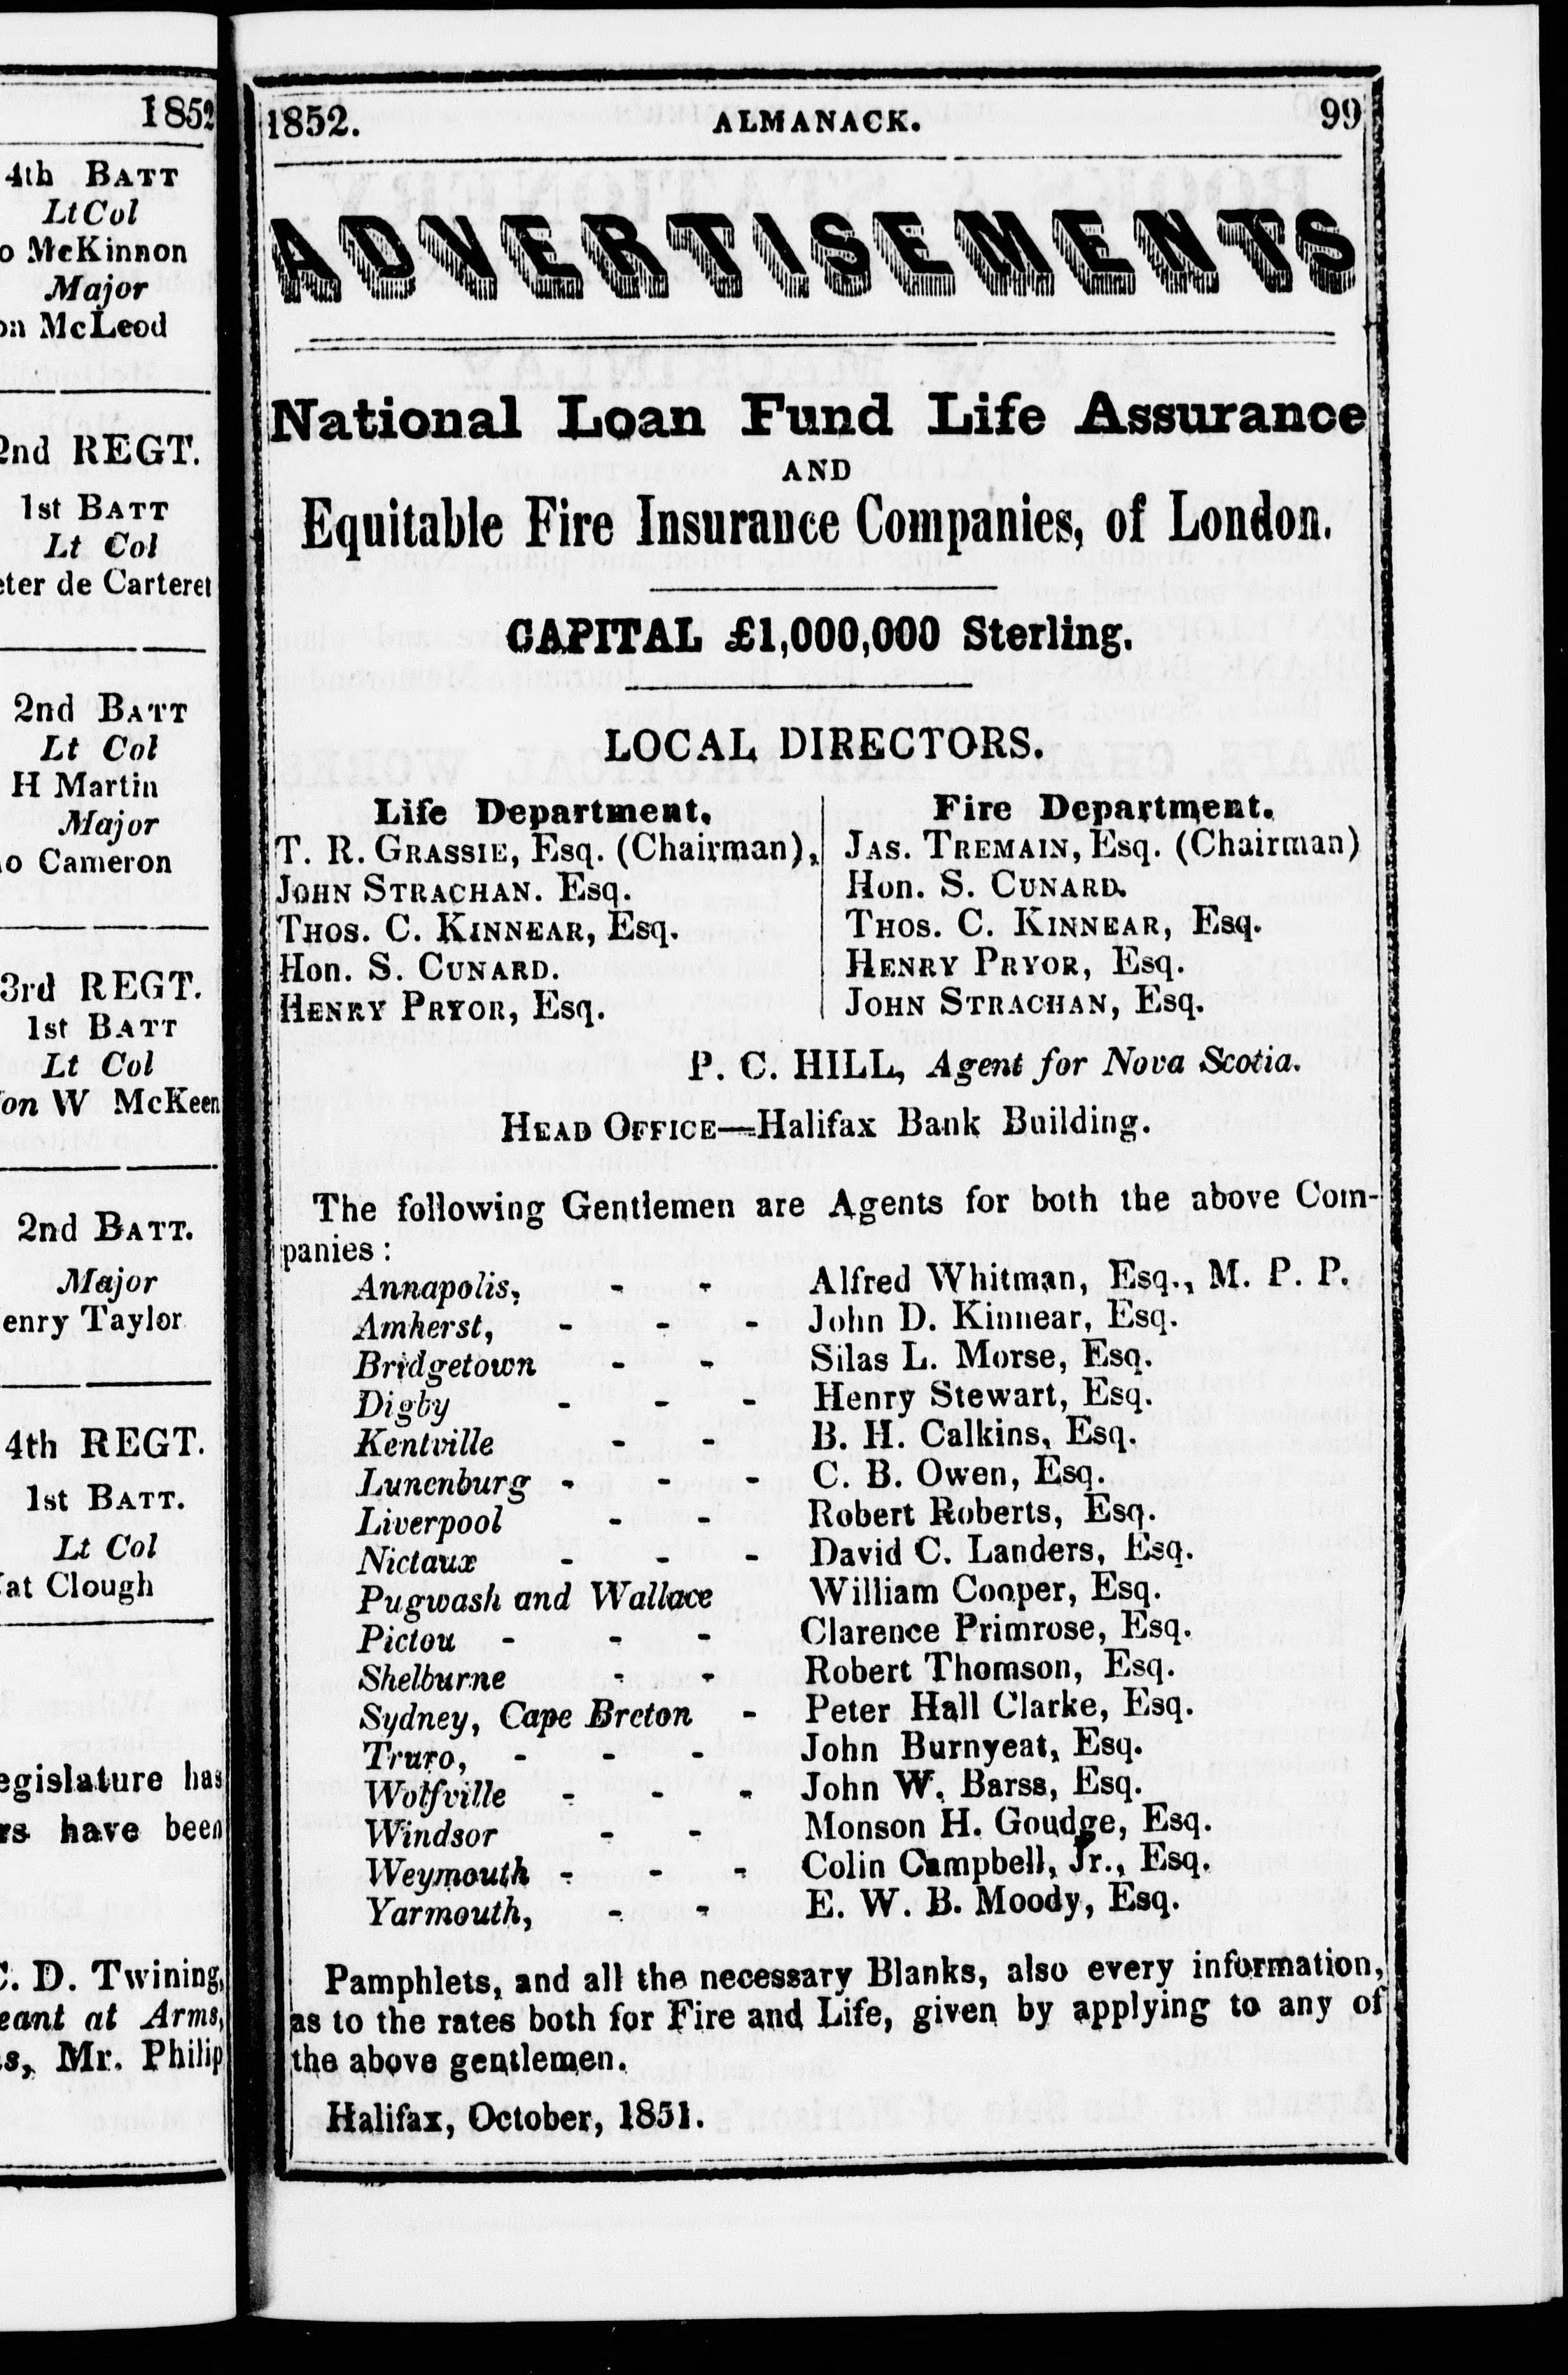 1852
4th BATT
Lt Col
McKinnon
Major
McLeod
2nd REGT.
1st BATT
Lt Col
de Carteret
2nd BATT
Lt Col
H Martin
Major
Cameron
3rd REGT.
1st BATT
Lt Col
W McKeen
2nd BATT.
Major
Taylor
4th REGT.
1st BATT.
Lt Col
Clough
has
have been
D. Twining,
at Arms,
Mr. Philip
1852. ALMANACK. 99
ADVERTISEMENTS
National Loan Fund Life Assurance
AND
Equitable Fire Insurance Companies, of London.
CAPITAL £1,000,000 Sterling.
LOCAL DIRECTORS.
Life Department.
T. R. GRASSIE, Esq. (Chairman),
JOHN STRACHAN. Esq.
THOS. C. KINNEAR, Esq.
Hon. S. CUNARD.
HENRY PRYOR, Esq.
Fire Department.
JAS. TREMAIN, Esq. (Chairman)
Hon. S. CUNARD.
THOS. C. KINNEAR, Esq.
HENRY PRYOR, Esq.
JOHN STRACHAN, Esq.
P. C. HILL, Agent for Nova Scotia.
HEAD OFFICE—Halifax Bank Building.
The following Gentlemen are Agents for both the above Com-
panies:
Annapolis, - - Alfred Whitman, Esq., M. P. P.
Amherst, - - - John D. Kinnear, Esq.
Bridgetown - - Silas L. Morse, Esq.
Digby - - - Henry Stewart, Esq.
Kentville - - B. H. Calkins, Esq.
Lunenburg - - - C. B. Owen, Esq.
Liverpool - - Robert Roberts, Esq.
Nictaux - - - David C. Landers, Esq.
Pugwash and Wallace William Cooper, Esq.
Pictou - - - Clarence Primrose, Esq.
Shelburne - - Robert Thomson, Esq.
Sydney, Cape Breton - Peter Hall Clarke, Esq.
Truro, - - - John Burnyeat, Esq.
Wolfville - - - John W. Barss, Esq.
Windsor - - Monson H. Goudge, Esq.
Weymouth - - - Colin Campbell, Jr., Esq.
Yarmouth, - - E. W. B. Moody, Esq.
Pamphlets, and all the necessary Blanks, also every information,
as to the rates both for Fire and Life, given by applying to any of
the above gentlemen.
Halifax, October, 1851.